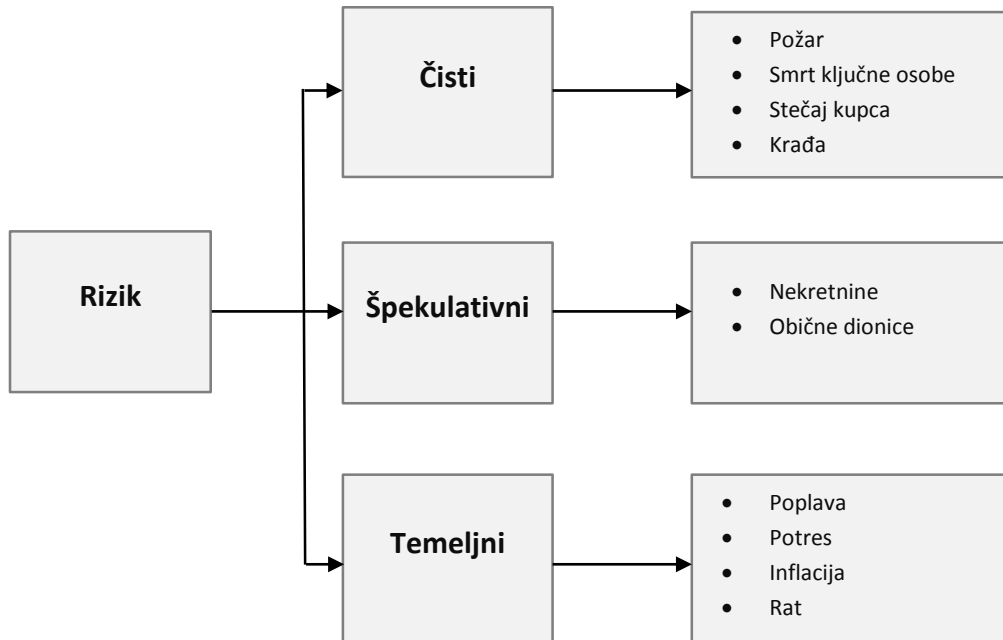 Rizik
Čisti
• Požar
• Smrt ključne osobe
• Stečaj kupca
• Krađa
Špekulativni
• Nekretnine
• Obične dionice
Temeljni
• Poplava
• Potres
• Inflacija
• Rat